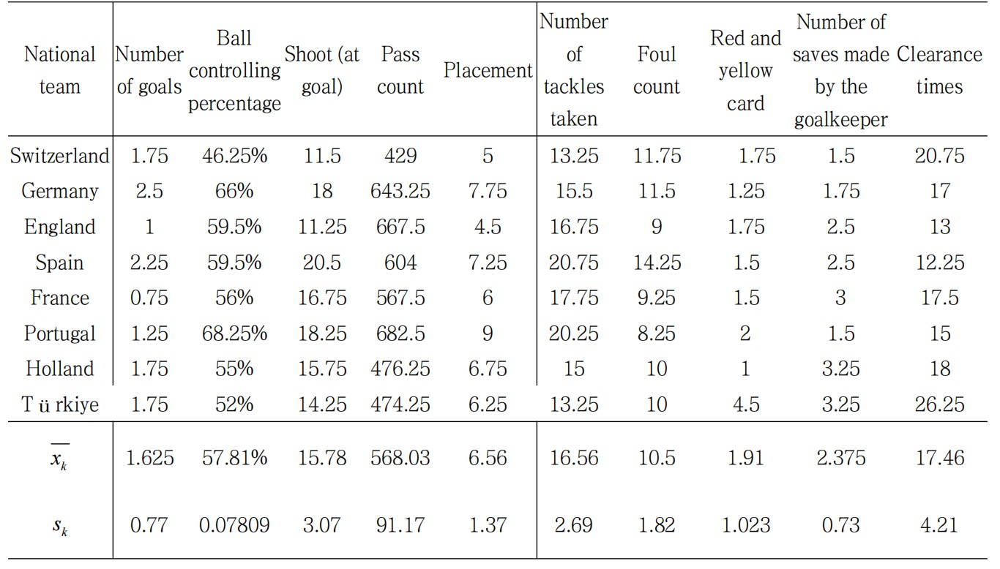 National team Number of goals Ball controlling percentage Shoot (at goal) Pass count Placement Number of tackles taken Foul count Red and yellow card Number of saves made by the goalkeeper Clearance times
Switzerland 1.75 46.25% 11.5 429 5 13.25 11.75 1.75 1.5 20.75
Germany 2.5 66% 18 643.25 7.75 15.5 11.5 1.25 1.75 17
England 1 59.5% 11.25 667.5 4.5 16.75 9 1.75 2.5 13
Spain 2.25 59.5% 20.5 604 7.25 20.75 14.25 1.5 2.5 12.25
France 0.75 56% 16.75 567.5 6 17.75 9.25 1.5 3 17.5
Portugal 1.25 68.25% 18.25 682.5 9 20.25 8.25 2 1.5 15
Holland 1.75 55% 15.75 476.25 6.75 15 10 1 3.25 18
Türkiye 1.75 52% 14.25 474.25 6.25 13.25 10 4.5 3.25 26.25
x̅ₖ 1.625 57.81% 15.78 568.03 6.56 16.56 10.5 1.91 2.375 17.46
sₖ 0.77 0.07809 3.07 91.17 1.37 2.69 1.82 1.023 0.73 4.21